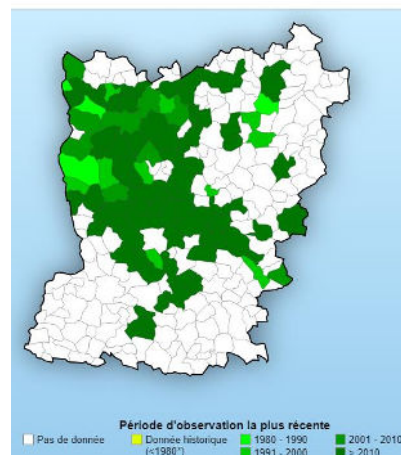 Période d'observation la plus récente
Pas de donnée
Donnée historique
(<1980*)
1980 - 1990
1991 - 2000
2001 - 2010
> 2010